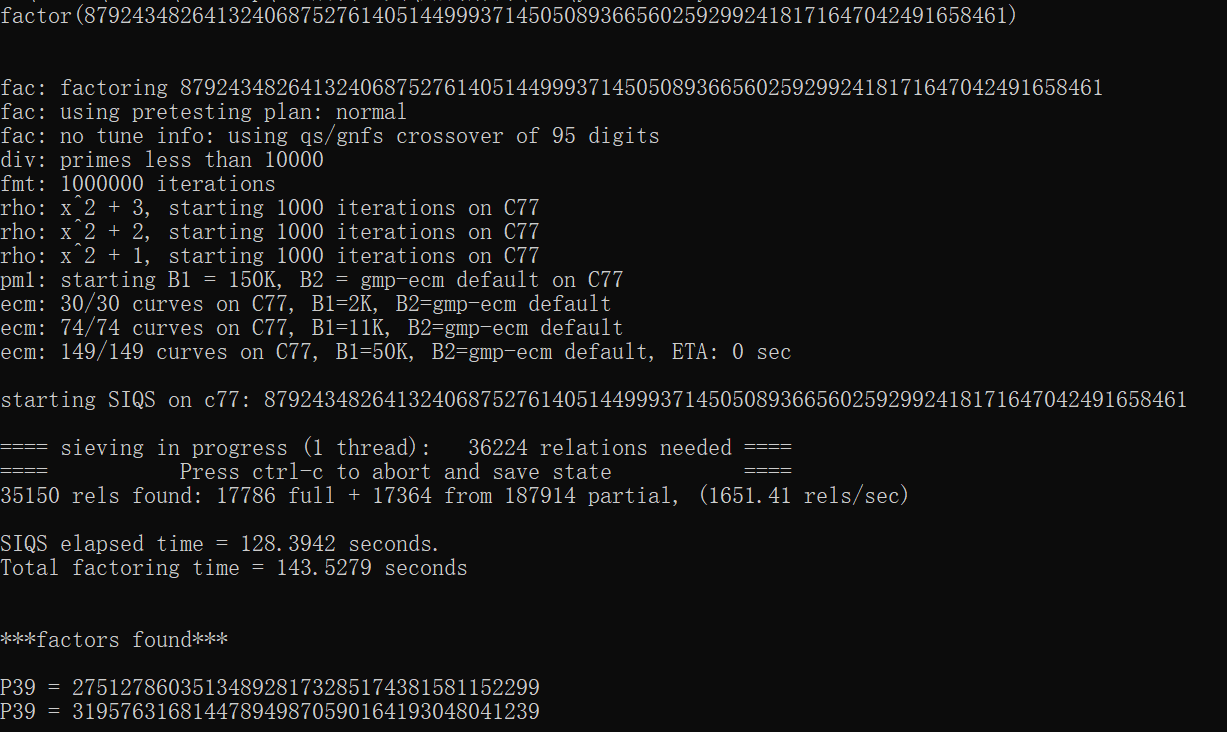 factor(87924348264132406875276140514499937145050893665602592992418171647042491658461)
fac: factoring 87924348264132406875276140514499937145050893665602592992418171647042491658461
fac: using pretesting plan: normal
fac: no tune info: using qs/gnfs crossover of 95 digits
div: primes less than 10000
fmt: 1000000 iterations
rho: x^2 + 3, starting 1000 iterations on C77
rho: x^2 + 2, starting 1000 iterations on C77
rho: x^2 + 1, starting 1000 iterations on C77
pm1: starting B1 = 150K, B2 = gmp-ecm default on C77
ecm: 30/30 curves on C77, B1=2K, B2=gmp-ecm default
ecm: 74/74 curves on C77, B1=11K, B2=gmp-ecm default
ecm: 149/149 curves on C77, B1=50K, B2=gmp-ecm default, ETA: 0 sec
starting SIQS on c77: 87924348264132406875276140514499937145050893665602592992418171647042491658461
==== sieving in progress (1 thread):   36224 relations needed ====
====           Press ctrl-c to abort and save state           ====
35150 rels found: 17786 full + 17364 from 187914 partial, (1651.41 rels/sec)
SIQS elapsed time = 128.3942 seconds.
Total factoring time = 143.5279 seconds
***factors found***
P39 = 275127860351348928173285174381581152299
P39 = 319576316814478949870590164193048041239